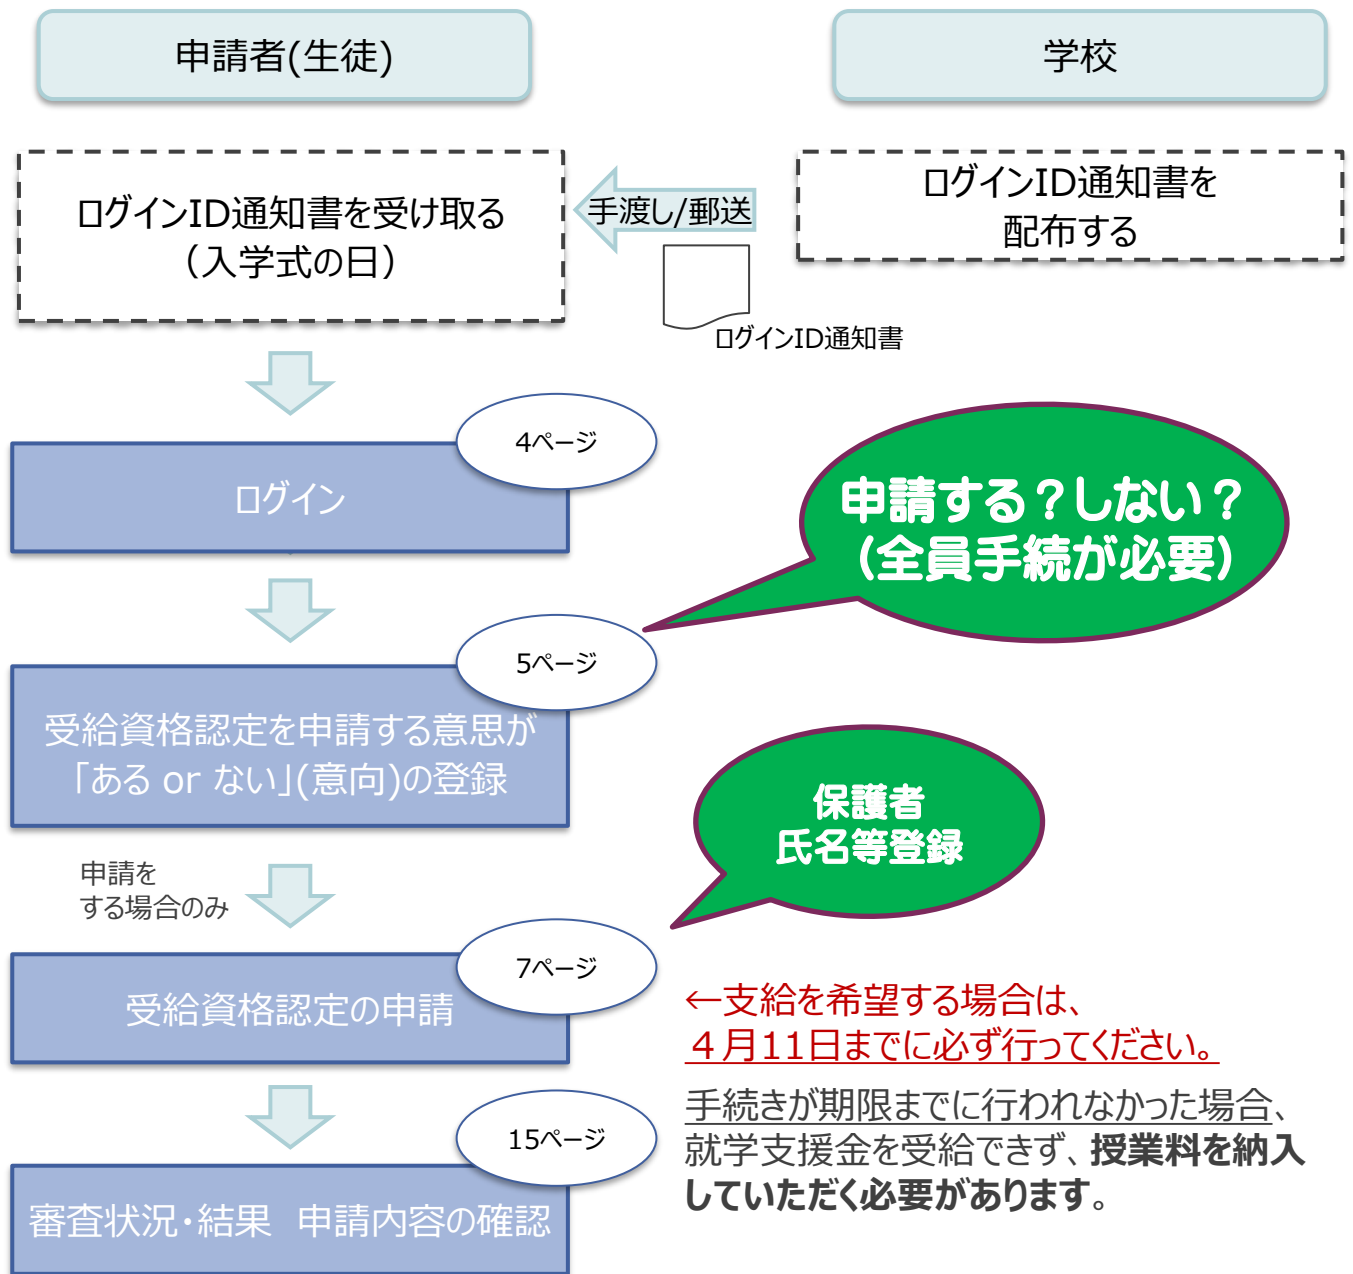 申請者(生徒)
学校
ログインID通知書を受け取る
（入学式の日）
手渡し/郵送
ログインID通知書を
配布する
ログインID通知書
4ページ
ログイン
申請する？しない？
(全員手続が必要)
5ページ
受給資格認定を申請する意思が
「ある or ない」(意向)の登録
保護者
氏名等登録
申請を
する場合のみ
7ページ
受給資格認定の申請
←支給を希望する場合は、
４月11日までに必ず行ってください。
手続きが期限までに行われなかった場合、
就学支援金を受給できず、授業料を納入
していただく必要があります。
15ページ
審査状況・結果　申請内容の確認